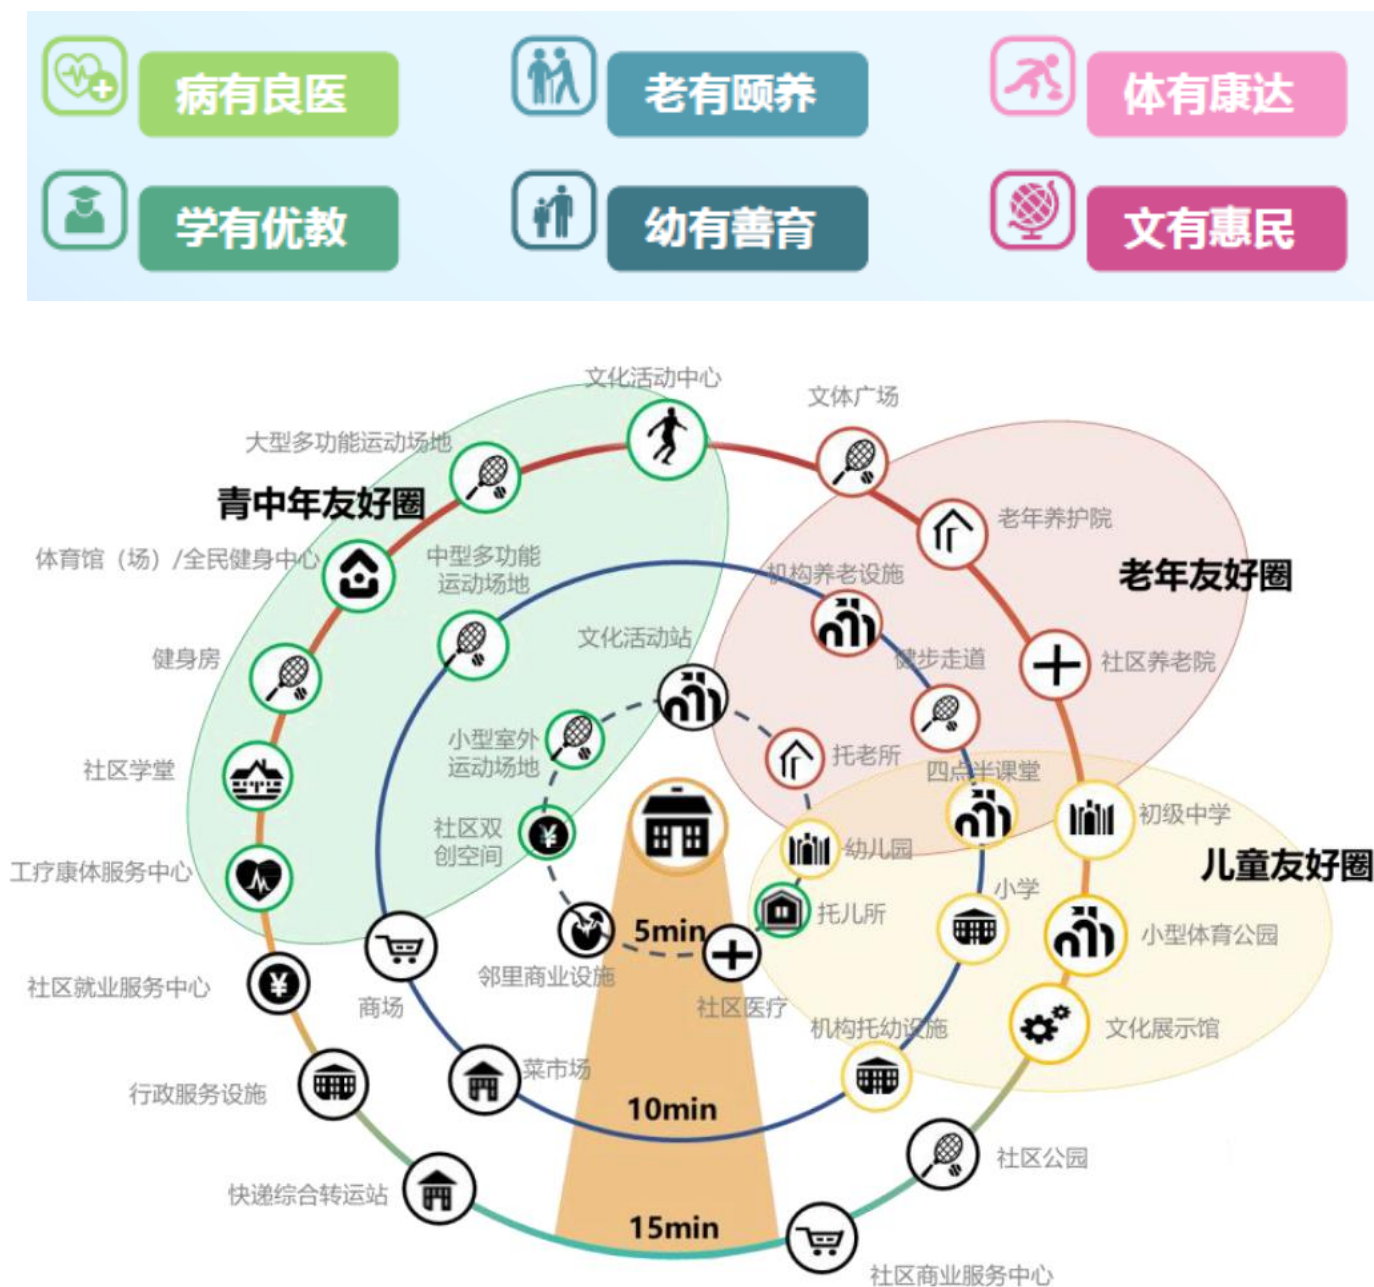 病有良医
老有颐养
体有康达
学有优教
幼有善育
文有惠民
文化活动中心
文体广场
大型多功能运动场地
青中年友好圈
老年养护院
体育馆（场）/全民健身中心
中型多功能
运动场地
机构养老设施
老年友好圈
文化活动站
健身房
健步走道
社区养老院
小型室外
运动场地
托老所
社区学堂
四点半课堂
初级中学
社区双
创空间
幼儿园
儿童友好圈
工疗康体服务中心
小学
托儿所
5min
小型体育公园
邻里商业设施
社区就业服务中心
商场
社区医疗
机构托幼设施
文化展示馆
菜市场
行政服务设施
10min
社区公园
快递综合转运站
15min
社区商业服务中心